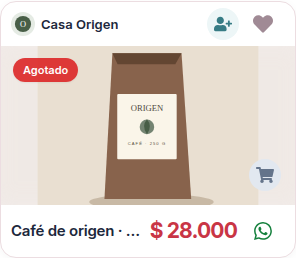 O
Casa Origen
Agotado
ORIGEN
CAFÉ · 250 G
Café de origen · ...
$ 28.000